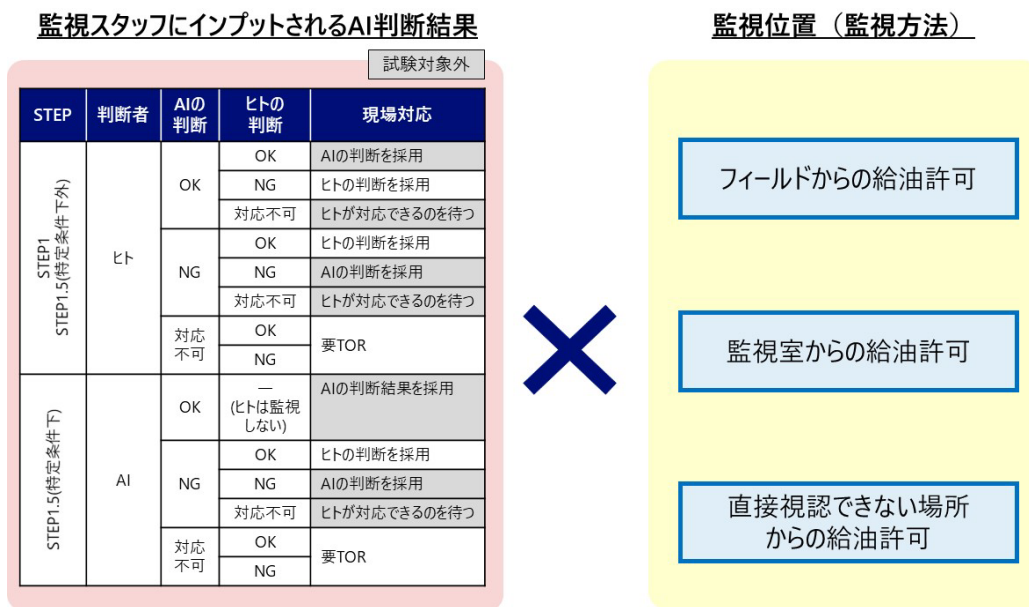 監視スタッフにインプットされるAI判断結果
監視位置（監視方法）
試験対象外
STEP 判断者 AIの判断 ヒトの判断 現場対応
STEP1
STEP1.5(特定条件下外)
ヒト
OK
OK AIの判断を採用
NG ヒトの判断を採用
対応不可 ヒトが対応できるのを待つ
NG
OK ヒトの判断を採用
NG AIの判断を採用
対応不可 ヒトが対応できるのを待つ
対応
不可
OK
要TOR
NG
STEP1.5(特定条件下)
AI
OK
―
(ヒトは監視
しない)
AIの判断結果を採用
NG
OK ヒトの判断を採用
NG AIの判断を採用
対応不可 ヒトが対応できるのを待つ
対応
不可
OK
要TOR
NG
フィールドからの給油許可
監視室からの給油許可
直接視認できない場所
からの給油許可